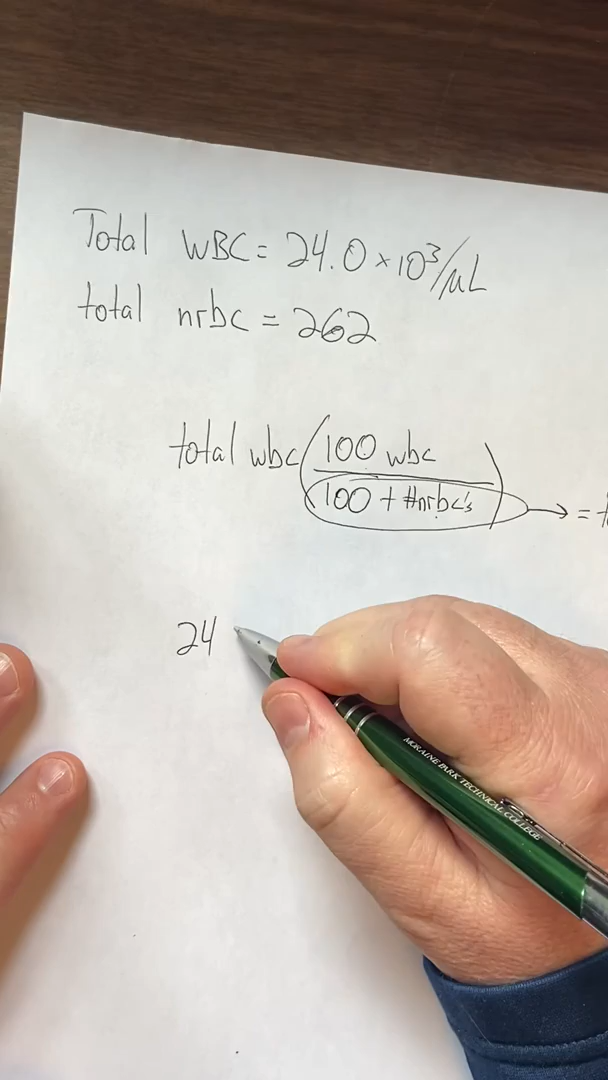 Total WBC = 24.0 × 10³/µL
total nrbc = 262
total wbc (100 wbc
100 + #nrbc's) → =
24
MORAINE PARK TECHNICAL COLLEGE